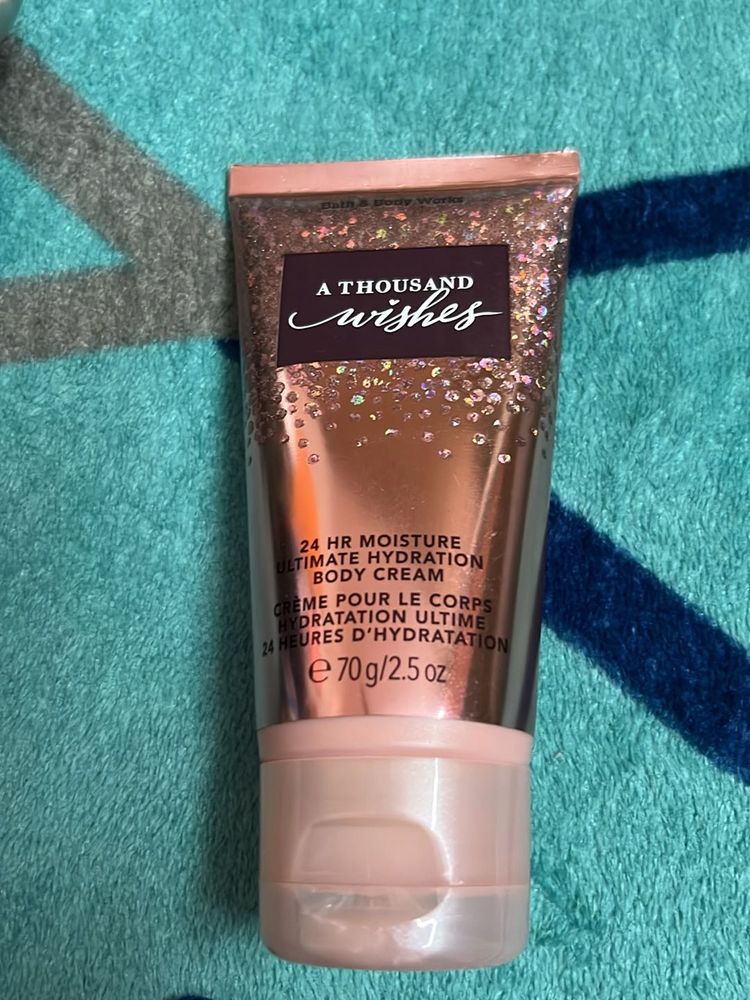 Bath & Body Works
A THOUSAND
wishes
24 HR MOISTURE
ULTIMATE HYDRATION
BODY CREAM
CRÈME POUR LE CORPS
HYDRATATION ULTIME
24 HEURES D'HYDRATATION
℮ 70 g/2.5 oz